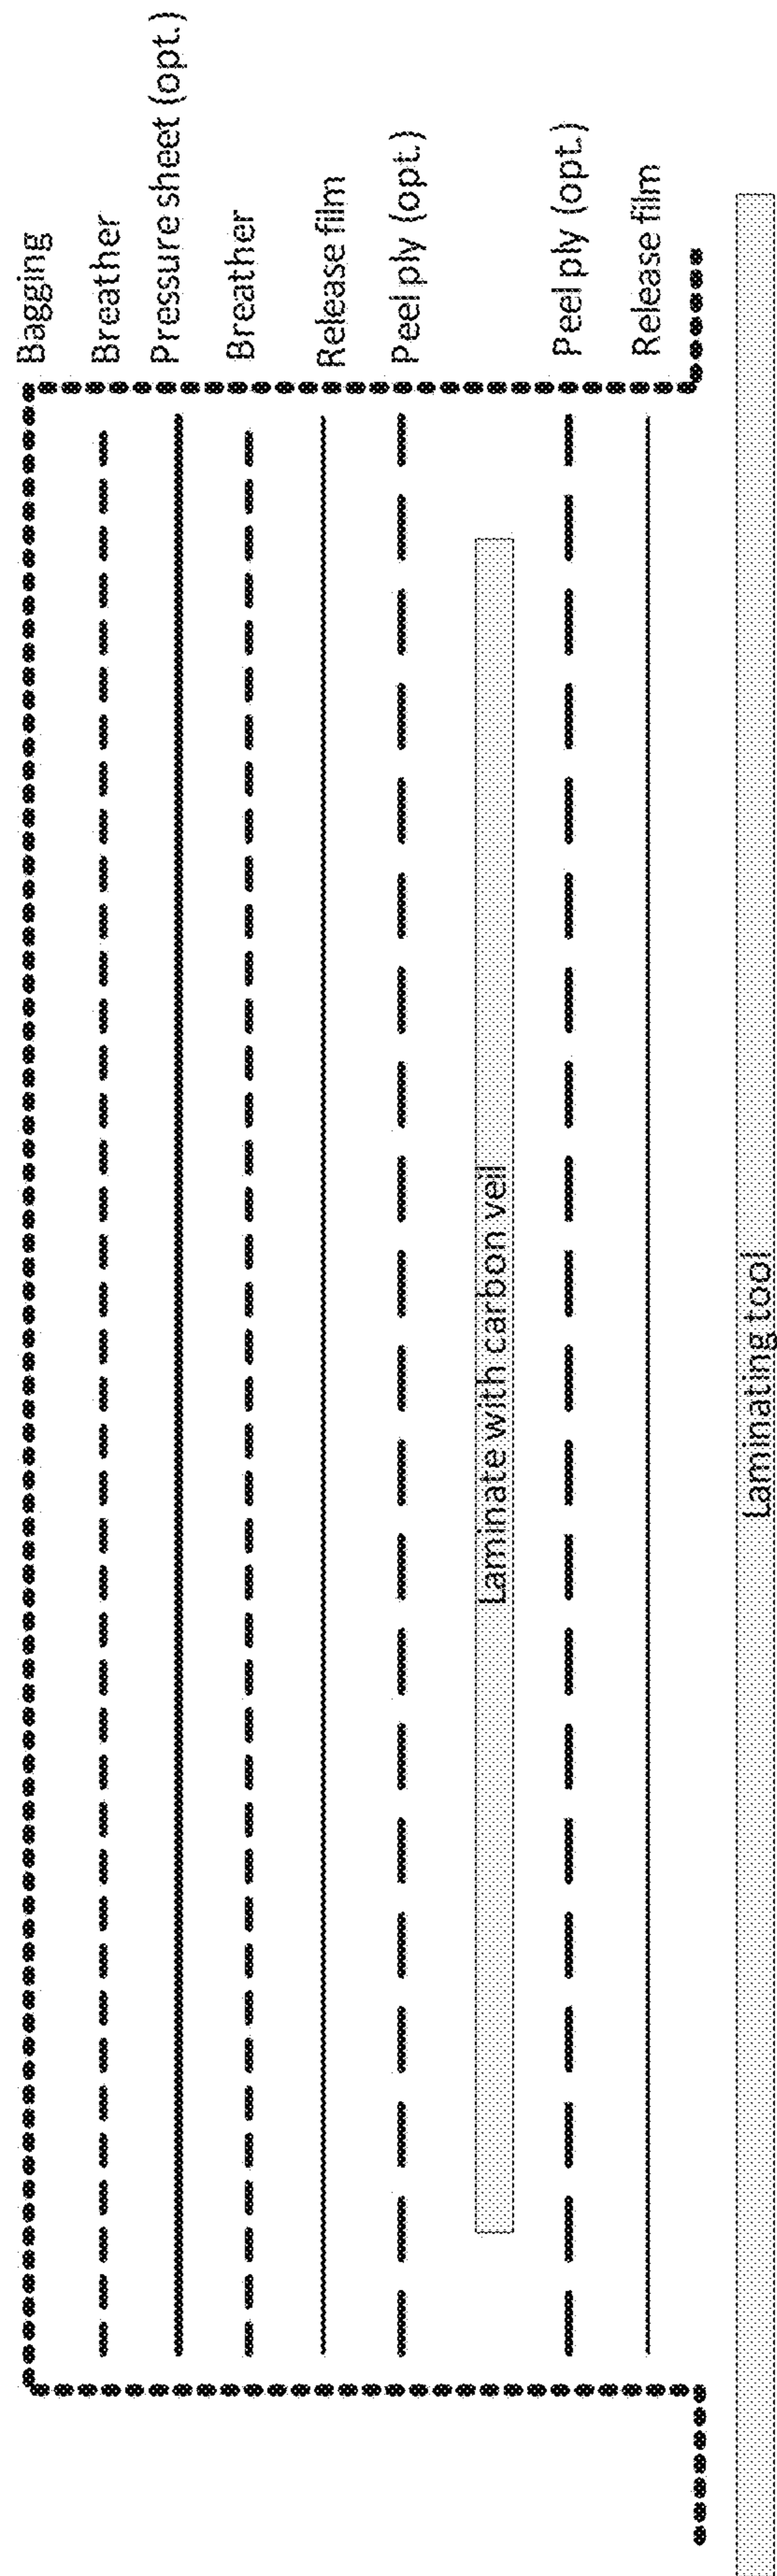 Bagging
Breather
Pressure sheet (opt.)
Breather
Release film
Peel ply (opt.)
Laminate with carbon veil
Peel ply (opt.)
Release film
Laminating tool